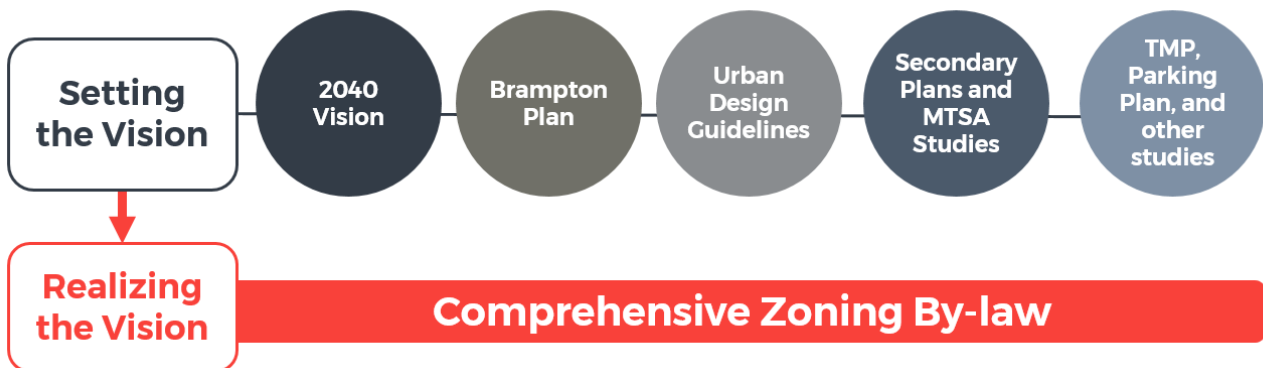 Setting
the Vision
2040
Vision
Brampton
Plan
Urban
Design
Guidelines
Secondary
Plans and
MTSA
Studies
TMP,
Parking
Plan, and
other
studies
Realizing
the Vision
Comprehensive Zoning By-law